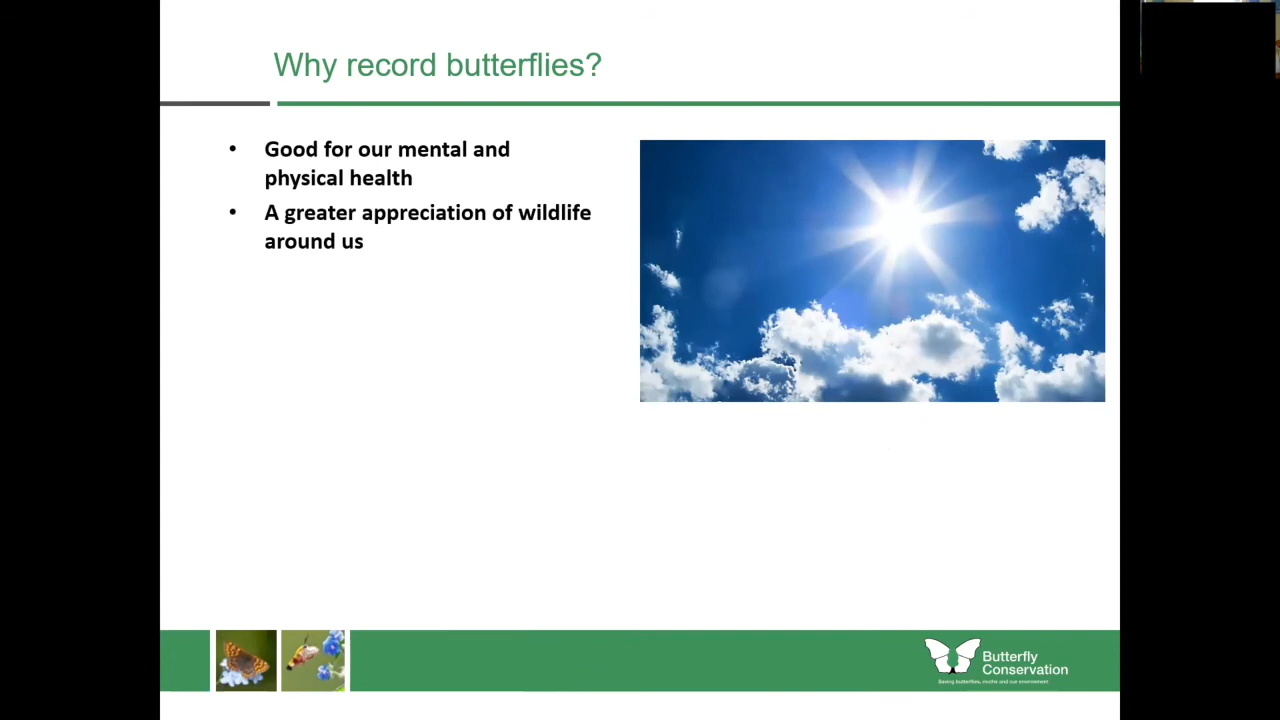 Why record butterflies?
• Good for our mental and
physical health
• A greater appreciation of wildlife
around us
Butterfly
Conservation
Saving butterflies, moths and our environment